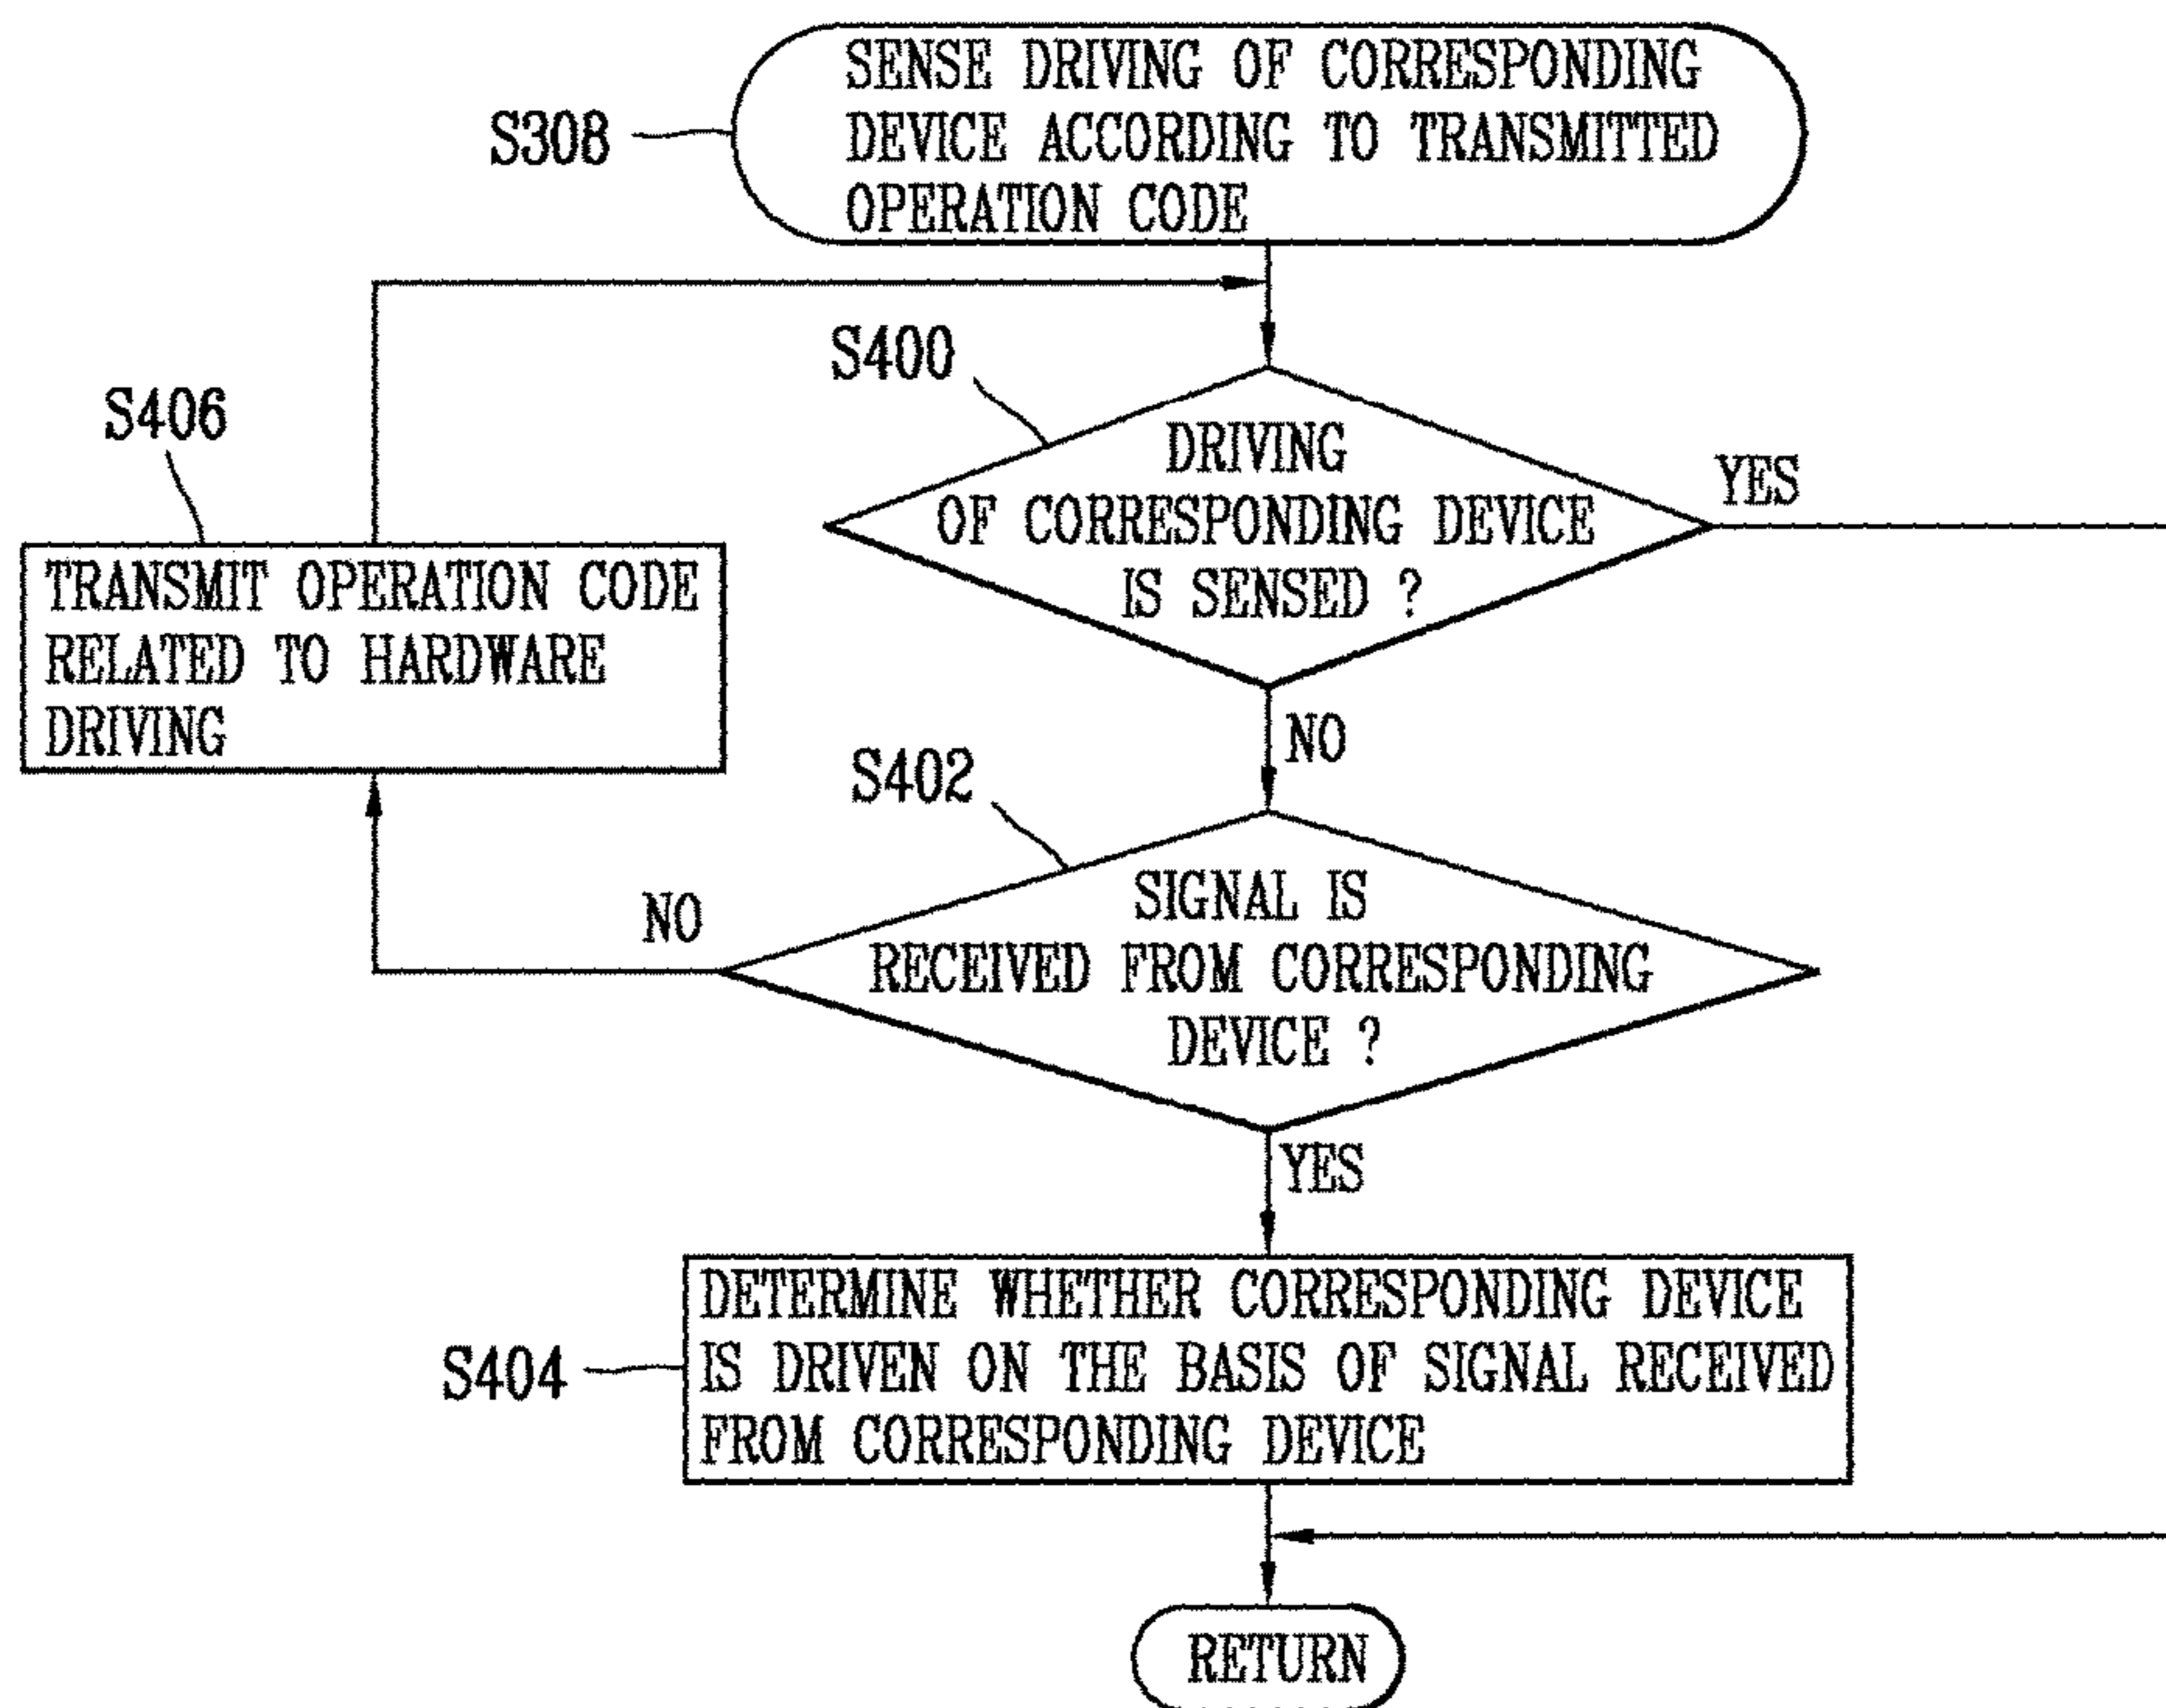 SENSE DRIVING OF CORRESPONDING
DEVICE ACCORDING TO TRANSMITTED
OPERATION CODE
S308
S400
DRIVING
OF CORRESPONDING DEVICE
IS SENSED ?
YES
S406
TRANSMIT OPERATION CODE
RELATED TO HARDWARE
DRIVING
NO
S402
SIGNAL IS
RECEIVED FROM CORRESPONDING
DEVICE ?
NO
YES
S404
DETERMINE WHETHER CORRESPONDING DEVICE
IS DRIVEN ON THE BASIS OF SIGNAL RECEIVED
FROM CORRESPONDING DEVICE
RETURN